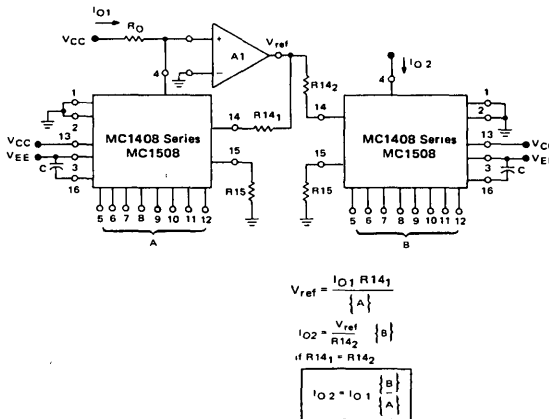 IO1
RO
VCC
A1
+
−
Vref
4
R14₂
IO2
4
1
2
MC1408 Series
MC1508
14
R14₁
VCC
13
VEE
3
C
16
15
R15
5 6 7 8 9 10 11 12
A
14
15
R15
MC1408 Series
MC1508
1
2
13
VC
3
VE
C
16
5 6 7 8 9 10 11 12
B
Vref = IO1 R14₁ / {A}
IO2 = Vref / R14₂ {B}
if R14₁ = R14₂
IO2 = IO1 {B} / {A}